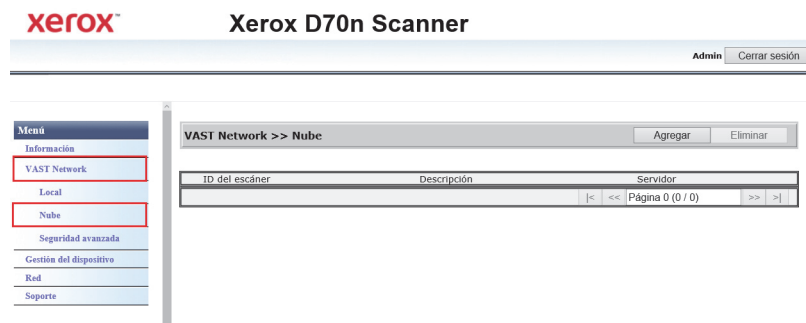 xerox™
Xerox D70n Scanner
Admin Cerrar sesión
Menú
Información
VAST Network
Local
Nube
Seguridad avanzada
Gestión del dispositivo
Red
Soporte
VAST Network >> Nube
Agregar Eliminar
ID del escáner Descripción Servidor
|< << Página 0 (0 / 0) >> >|